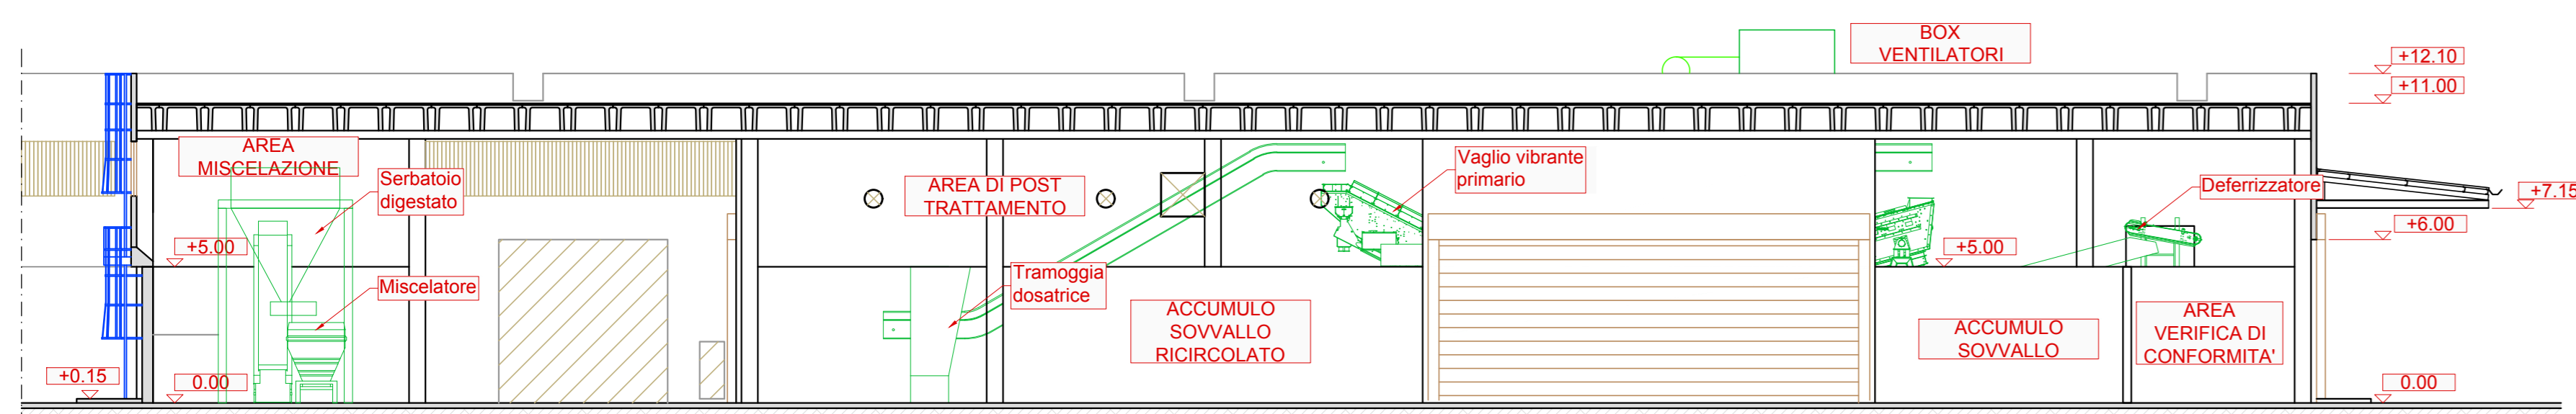 BOX
VENTILATORI
+12.10
+11.00
AREA
MISCELAZIONE
Serbatoio
digestato
AREA DI POST
TRATTAMENTO
Vaglio vibrante
primario
Deferrizzatore
+7.15
+6.00
+5.00
+5.00
Miscelatore
Tramoggia
dosatrice
ACCUMULO
SOVVALLO
RICIRCOLATO
ACCUMULO
SOVVALLO
AREA
VERIFICA DI
CONFORMITA'
+0.15
0.00
0.00